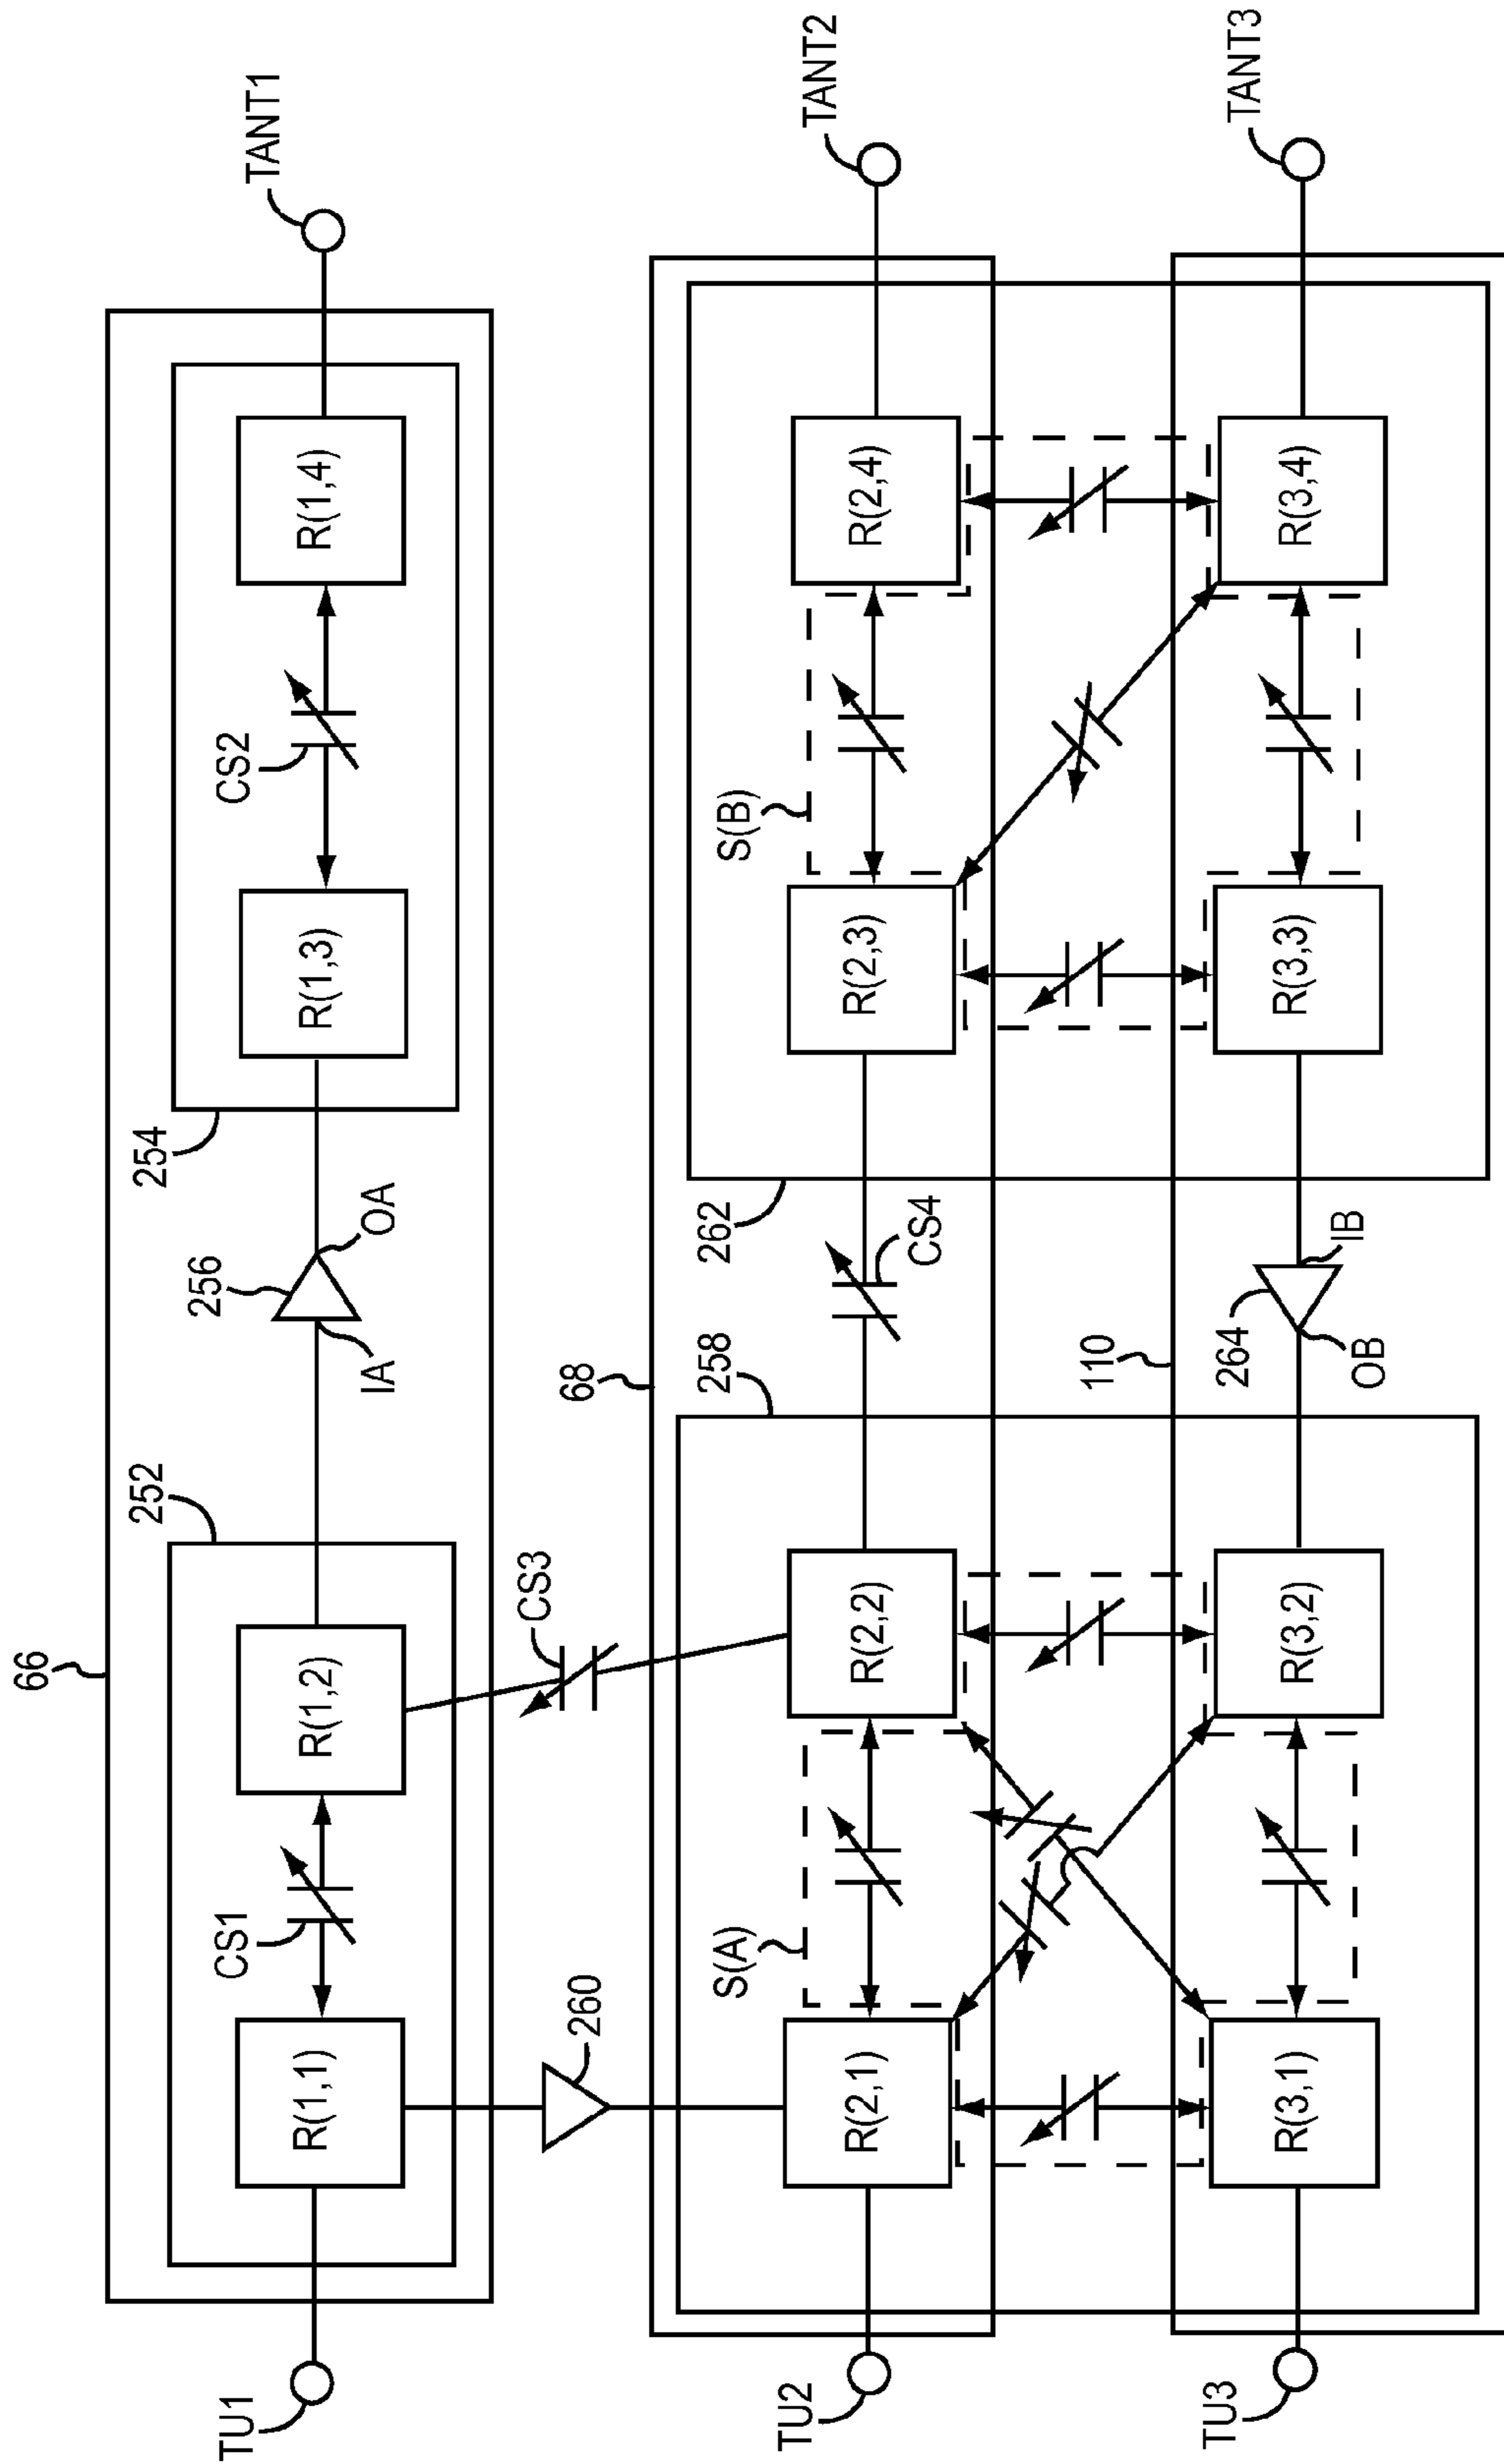 66
252
254
TU1
R(1,1)
CS1
R(1,2)
IA
256
OA
R(1,3)
CS2
R(1,4)
TANT1
260
CS3
68
258
262
TU2
R(2,1)
S(A)
R(2,2)
CS4
R(2,3)
S(B)
R(2,4)
TANT2
110
TU3
R(3,1)
R(3,2)
264
OB
IB
R(3,3)
R(3,4)
TANT3